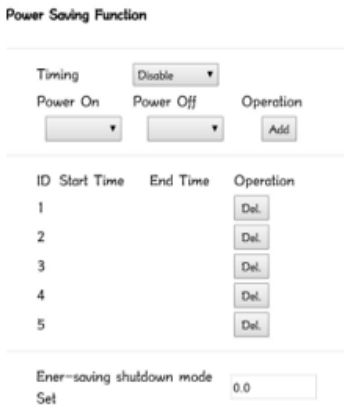 Power Saving Function
Timing Disable
Power On Power Off Operation
Add
ID Start Time End Time Operation
1 Del.
2 Del.
3 Del.
4 Del.
5 Del.
Ener-saving shutdown mode
Set 0.0